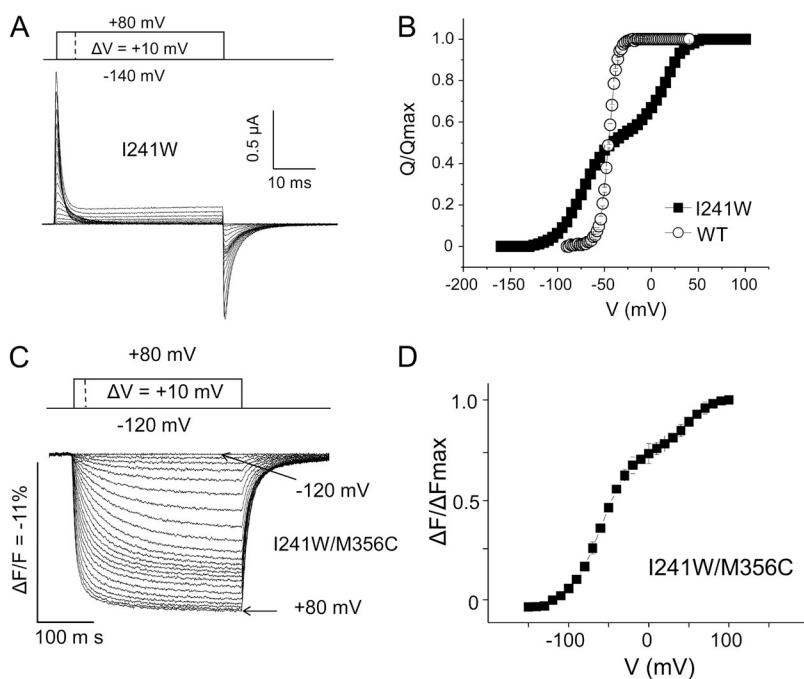 A
+80 mV
ΔV = +10 mV
-140 mV
I241W
0.5 µA
10 ms
B
Q/Qmax
1.0
0.8
0.6
0.4
0.2
0
I241W
WT
-200 -150 -100 -50 0 50 100
V (mV)
C
+80 mV
ΔV = +10 mV
-120 mV
-120 mV
I241W/M356C
+80 mV
ΔF/F = -11%
100 m s
D
ΔF/ΔFmax
1.0
0.5
0
I241W/M356C
-100 0 100
V (mV)